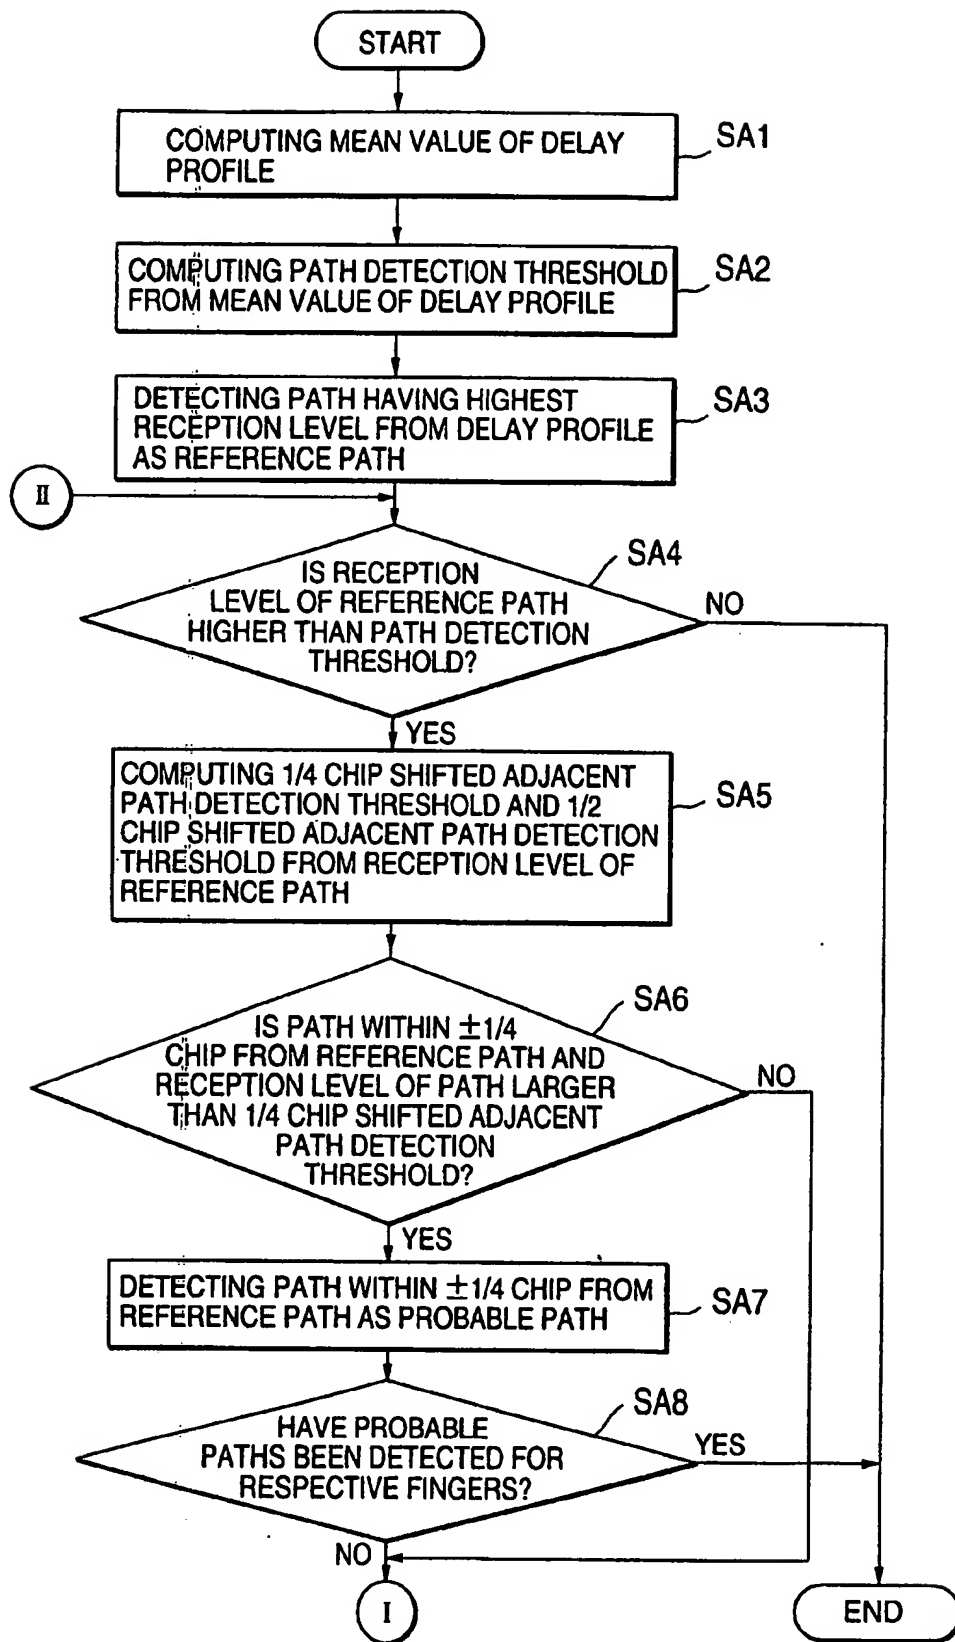 START
COMPUTING MEAN VALUE OF DELAY
PROFILE
SA1
COMPUTING PATH DETECTION THRESHOLD
FROM MEAN VALUE OF DELAY PROFILE
SA2
DETECTING PATH HAVING HIGHEST
RECEPTION LEVEL FROM DELAY PROFILE
AS REFERENCE PATH
SA3
II
IS RECEPTION
LEVEL OF REFERENCE PATH
HIGHER THAN PATH DETECTION
THRESHOLD?
SA4
NO
YES
COMPUTING 1/4 CHIP SHIFTED ADJACENT
PATH DETECTION THRESHOLD AND 1/2
CHIP SHIFTED ADJACENT PATH DETECTION
THRESHOLD FROM RECEPTION LEVEL OF
REFERENCE PATH
SA5
IS PATH WITHIN ±1/4
CHIP FROM REFERENCE PATH AND
RECEPTION LEVEL OF PATH LARGER
THAN 1/4 CHIP SHIFTED ADJACENT
PATH DETECTION
THRESHOLD?
SA6
NO
YES
DETECTING PATH WITHIN ±1/4 CHIP FROM
REFERENCE PATH AS PROBABLE PATH
SA7
HAVE PROBABLE
PATHS BEEN DETECTED FOR
RESPECTIVE FINGERS?
SA8
YES
NO
I
END